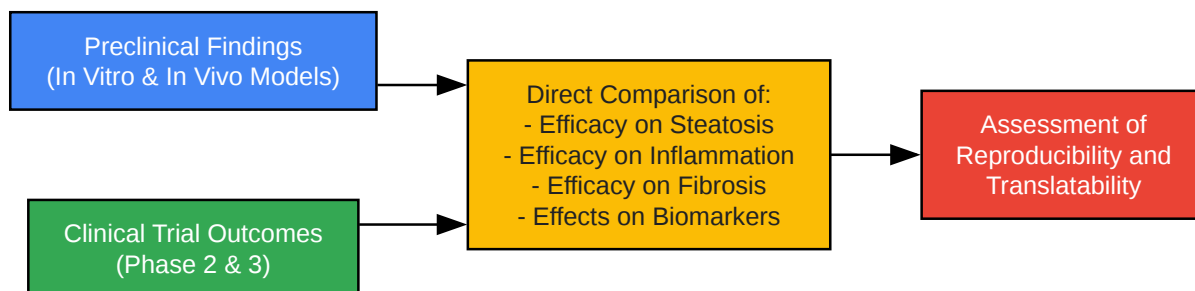 Preclinical Findings
(In Vitro & In Vivo Models)
Clinical Trial Outcomes
(Phase 2 & 3)
Direct Comparison of:
- Efficacy on Steatosis
- Efficacy on Inflammation
- Efficacy on Fibrosis
- Effects on Biomarkers
Assessment of
Reproducibility and
Translatability